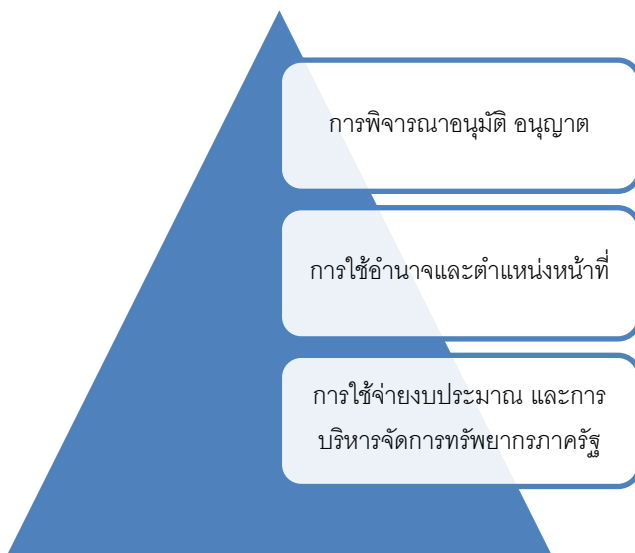 การพิจารณาอนุมัติ อนุญาต
การใช้อำนาจและตำแหน่งหน้าที่
การใช้จ่ายงบประมาณ และการ
บริหารจัดการทรัพยากรภาครัฐ